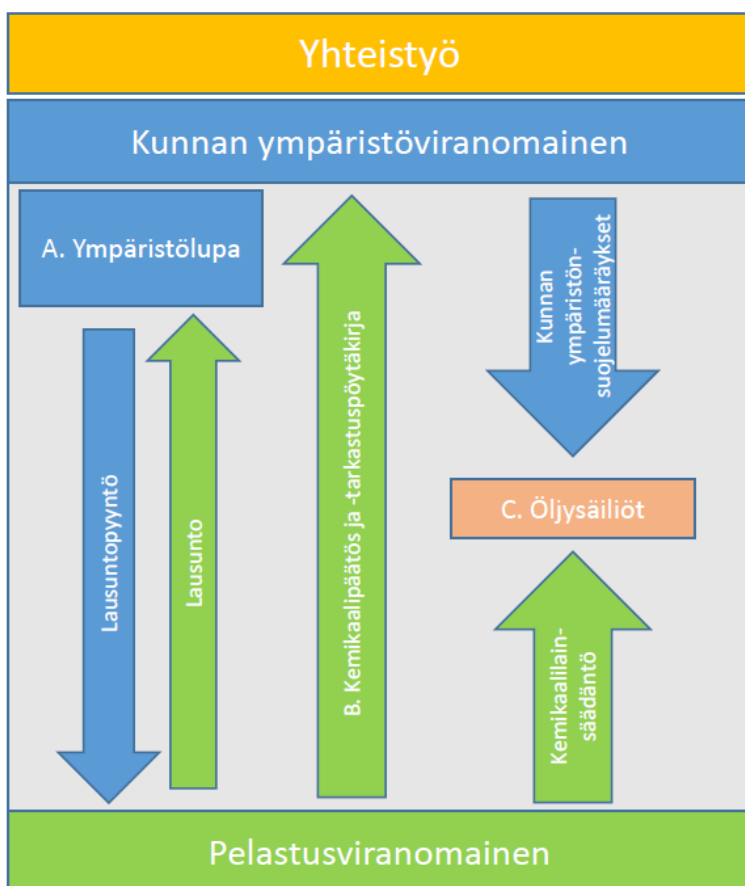 Yhteistyö
Kunnan ympäristöviranomainen
A. Ympäristölupa
Lausuntopyyntö
Lausunto
B. Kemikaalipäätös ja -tarkastuspöytäkirja
Kunnan
ympäristön-
suojelumääräykset
C. Öljysäiliöt
Kemikaalilain-
säädäntö
Pelastusviranomainen